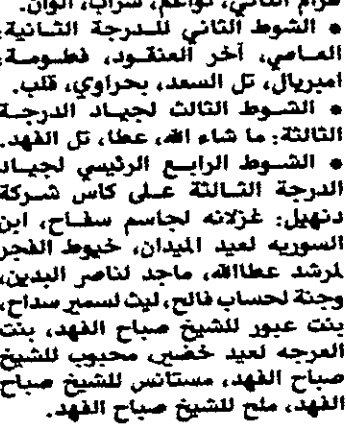 مرام الثاني، نواعم، سراب، الوان.
• الشوط الثاني للدرجة الثانية:
العاصي، آخر العنقود، فطومة،
امبريال، تل السعد، بحراوي، قلب.
• الشوط الثالث لجياد الدرجة
الثالثة: ما شاء الله، عطا، تل الفهد.
• الشوط الرابع الرئيسي لجياد
الدرجة الثالثة على كأس شركة
دنهيل: غزلانه لجاسم سفاح، ابن
السوريه لعيد الميدان، خيوط الفجر
لمرشد عطاالله، ماجد لناصر البدين،
وجنة لحساب فالح، ليث لسمير سداح،
بنت عبور للشيخ صباح الفهد، بنت
العرجه لعيد خضير، محبوب للشيخ
صباح الفهد، مستانس للشيخ صباح
الفهد، ملح للشيخ صباح الفهد.